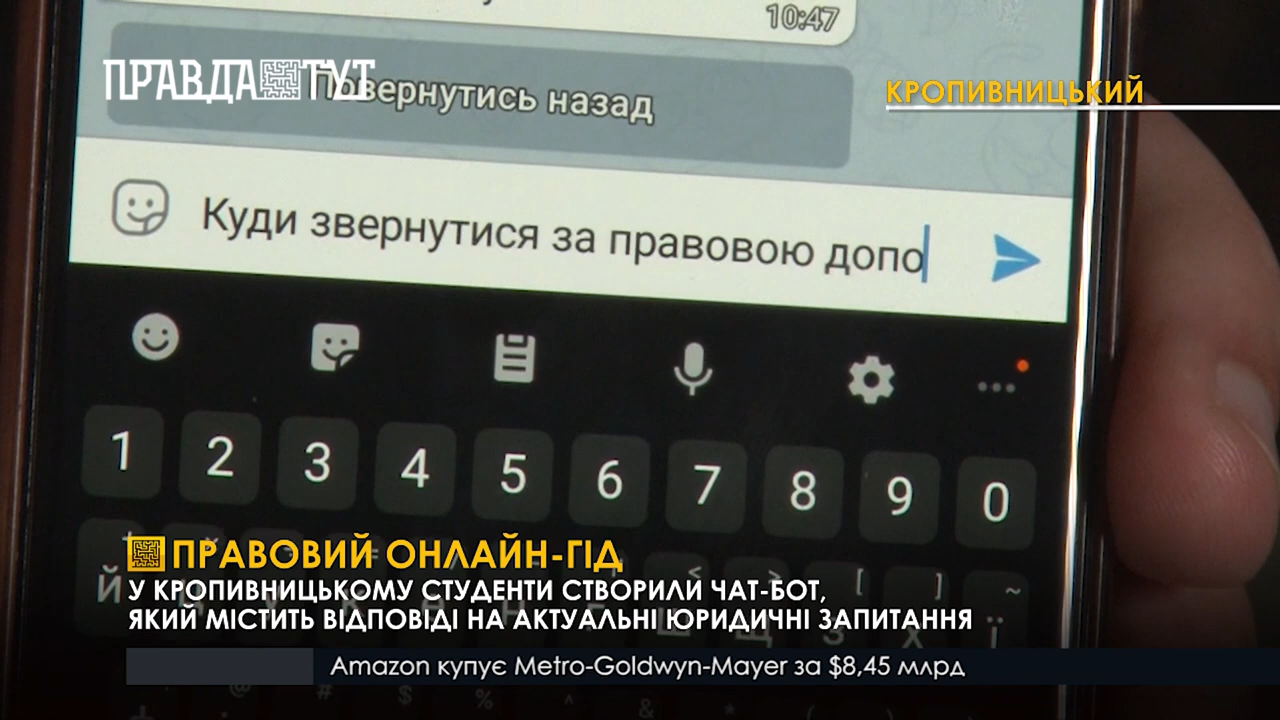 10:47
ПРАВДА ТУТ
Повернутись назад
КРОПИВНИЦЬКИЙ
Куди звернутися за правовою допо
1 2 3 4 5 6 7 8 9 0
ПРАВОВИЙ ОНЛАЙН-ГІД
У КРОПИВНИЦЬКОМУ СТУДЕНТИ СТВОРИЛИ ЧАТ-БОТ,
ЯКИЙ МІСТИТЬ ВІДПОВІДІ НА АКТУАЛЬНІ ЮРИДИЧНІ ЗАПИТАННЯ
Amazon купує Metro-Goldwyn-Mayer за $8,45 млрд